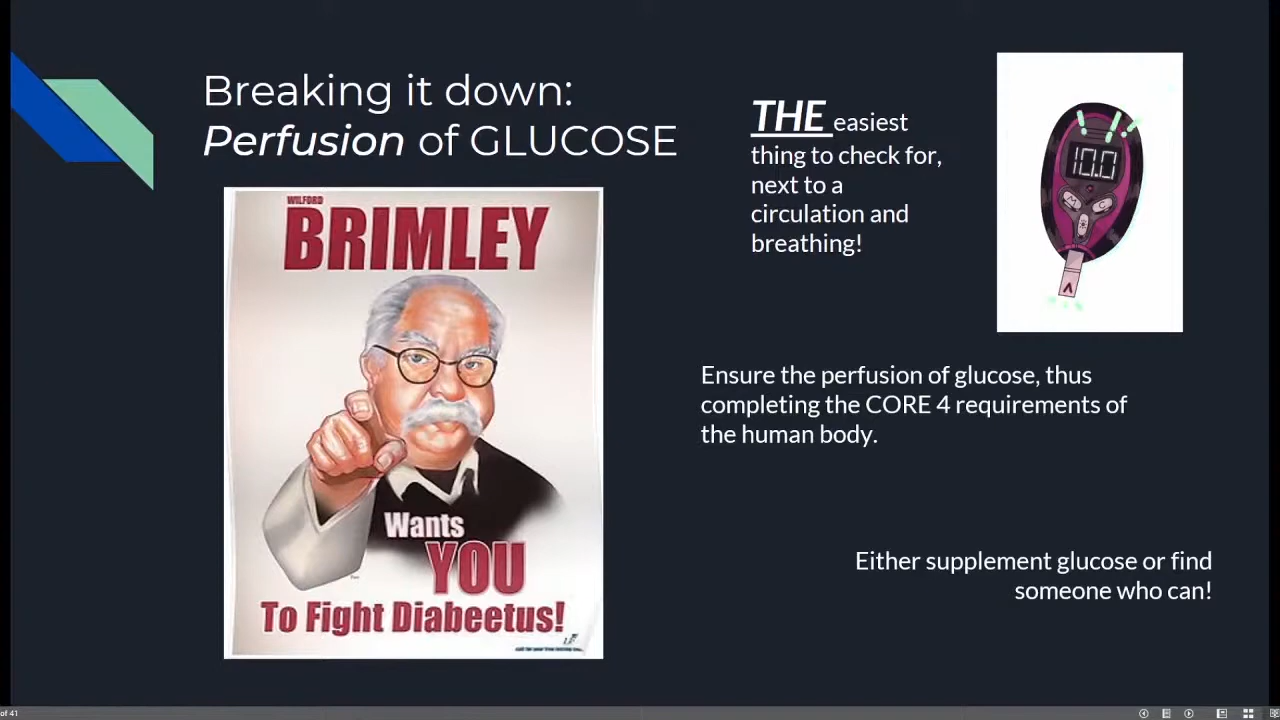 Breaking it down:
Perfusion of GLUCOSE
THE easiest
thing to check for,
next to a
circulation and
breathing!
10.0
M
C
WILFORD
BRIMLEY
Wants
YOU
To Fight Diabeetus!
Ensure the perfusion of glucose, thus
completing the CORE 4 requirements of
the human body.
Either supplement glucose or find
someone who can!
of 41